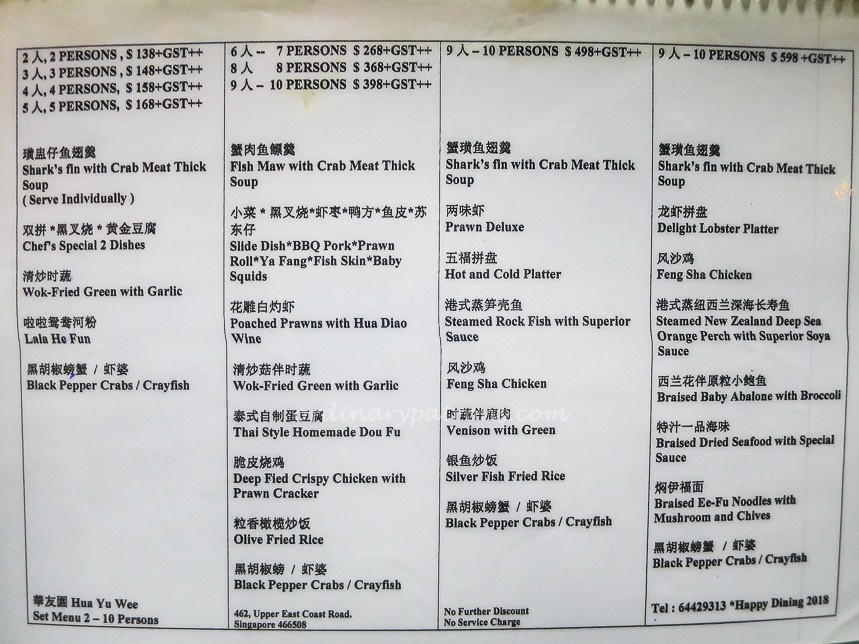 2 人, 2 PERSONS , $ 138+GST++
3 人, 3 PERSONS, $ 148+GST++
4 人, 4 PERSONS, $ 158+GST++
5 人, 5 PERSONS, $ 168+GST++
璜盅仔鱼翅羹
Shark's fin with Crab Meat Thick
Soup
( Serve Individually )
双拼 *黑叉烧 * 黄金豆腐
Chef's Special 2 Dishes
清炒时蔬
Wok-Fried Green with Garlic
啦啦鸳鸯河粉
Lala He Fun
黑胡椒螃蟹 / 虾婆
Black Pepper Crabs / Crayfish
華友園 Hua Yu Wee
Set Menu 2 – 10 Persons
6 人 -- 7 PERSONS $ 268+GST++
8 人 8 PERSONS $ 368+GST++
9 人 – 10 PERSONS $ 398+GST++
蟹肉鱼鳔羹
Fish Maw with Crab Meat Thick
Soup
小菜 * 黑叉烧*虾枣*鸭方*鱼皮*苏
东仔
Slide Dish*BBQ Pork*Prawn
Roll*Ya Fang*Fish Skin*Baby
Squids
花雕白灼虾
Poached Prawns with Hua Diao
Wine
清炒菇伴时蔬
Wok-Fried Green with Garlic
泰式自制蛋豆腐
Thai Style Homemade Dou Fu
脆皮烧鸡
Deep Fied Crispy Chicken with
Prawn Cracker
粒香橄榄炒饭
Olive Fried Rice
黑胡椒螃 / 虾婆
Black Pepper Crabs / Crayfish
462, Upper East Coast Road.
Singapore 466508
9 人 – 10 PERSONS $ 498+GST++
蟹璜鱼翅羹
Shark's fin with Crab Meat Thick
Soup
两味虾
Prawn Deluxe
五福拼盘
Hot and Cold Platter
港式蒸笋壳鱼
Steamed Rock Fish with Superior
Sauce
风沙鸡
Feng Sha Chicken
时蔬伴鹿肉
Venison with Green
银鱼炒饭
Silver Fish Fried Rice
黑胡椒螃蟹 / 虾婆
Black Pepper Crabs / Crayfish
No Further Discount
No Service Charge
9 人 – 10 PERSONS $ 598 +GST++
蟹璜鱼翅羹
Shark's fin with Crab Meat Thick
Soup
龙虾拼盘
Delight Lobster Platter
风沙鸡
Feng Sha Chicken
港式蒸纽西兰深海长寿鱼
Steamed New Zealand Deep Sea
Orange Perch with Superior Soya
Sauce
西兰花伴原粒小鲍鱼
Braised Baby Abalone with Broccoli
特汁一品海味
Braised Dried Seafood with Special
Sauce
焖伊福面
Braised Ee-Fu Noodles with
Mushroom and Chives
黑胡椒螃蟹 / 虾婆
Black Pepper Crabs / Crayfish
Tel : 64429313 *Happy Dining 2018